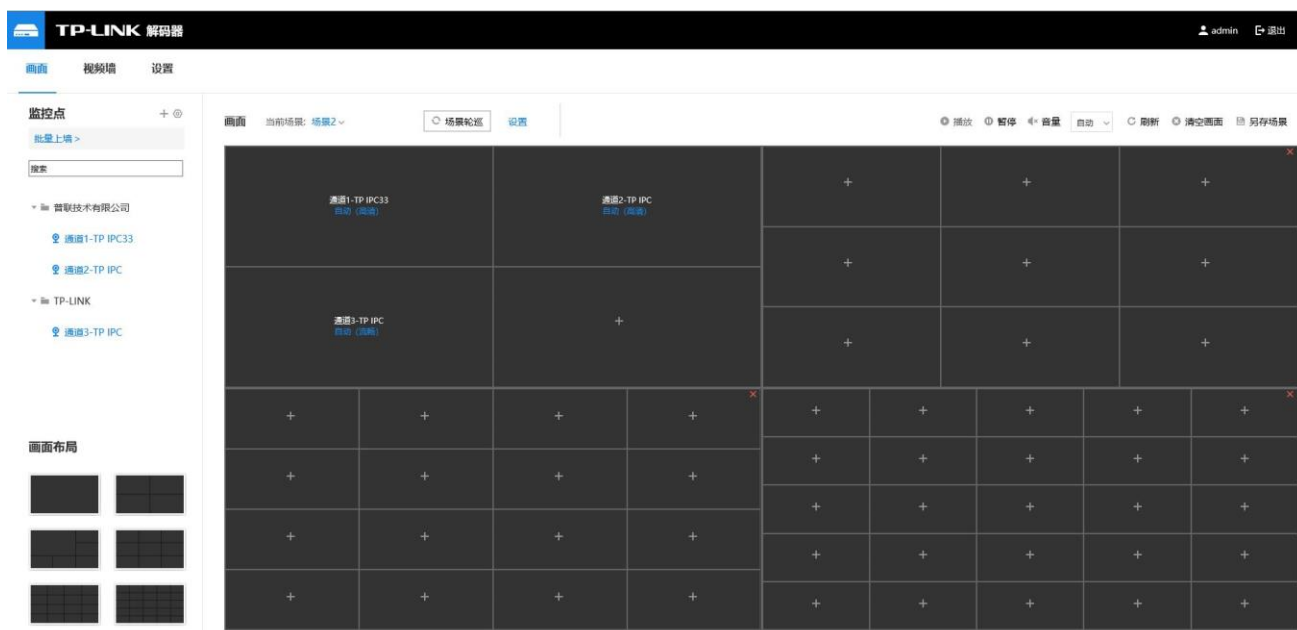 TP-LINK 解码器
admin 退出
画面 视频墙 设置
监控点
批量上墙 >
搜索
普联技术有限公司
通道1-TP IPC33
通道2-TP IPC
TP-LINK
通道3-TP IPC
画面布局
画面 当前场景: 场景2 场景轮巡 设置 播放 暂停 音量 自动 刷新 清空画面 另存场景
通道1-TP IPC33
自动 (高清)
通道2-TP IPC
自动 (高清)
通道3-TP IPC
自动 (流畅)